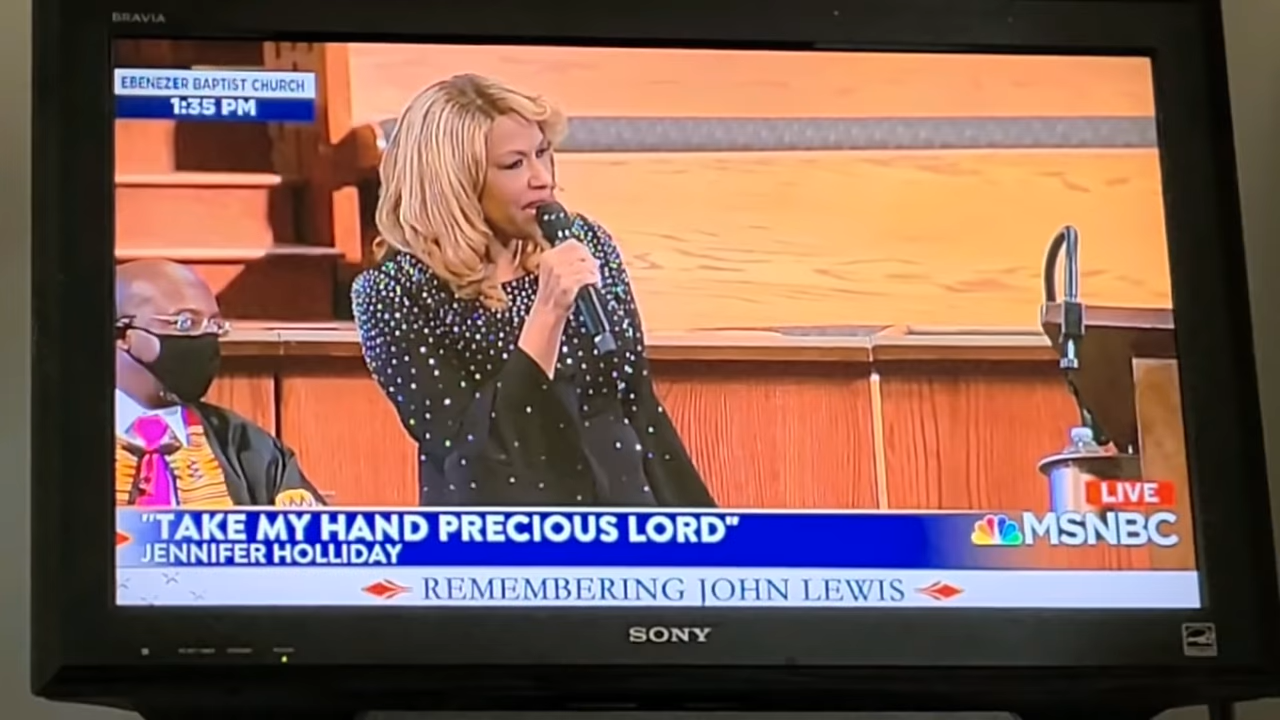 BRAVIA
EBENEZER BAPTIST CHURCH
1:35 PM
LIVE
"TAKE MY HAND PRECIOUS LORD"
MSNBC
JENNIFER HOLLIDAY
REMEMBERING JOHN LEWIS
SONY